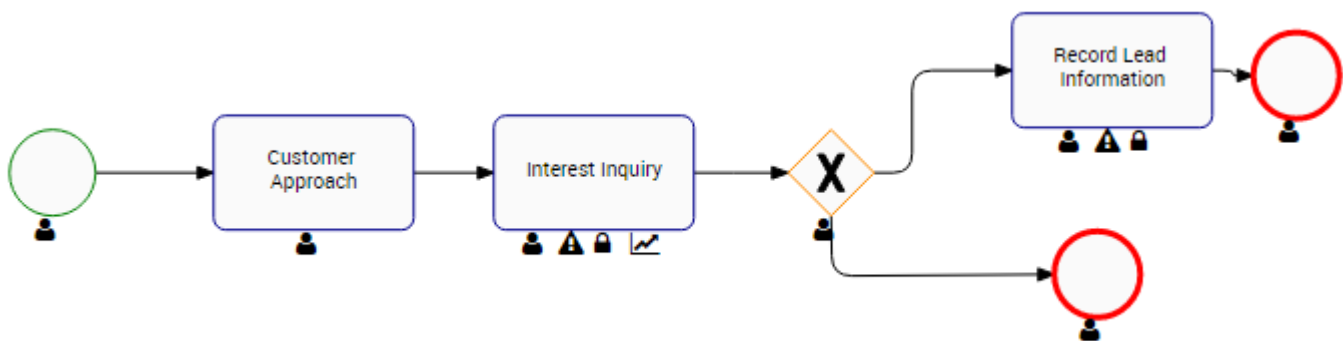 Record Lead
Information
Customer
Approach
Interest Inquiry
X